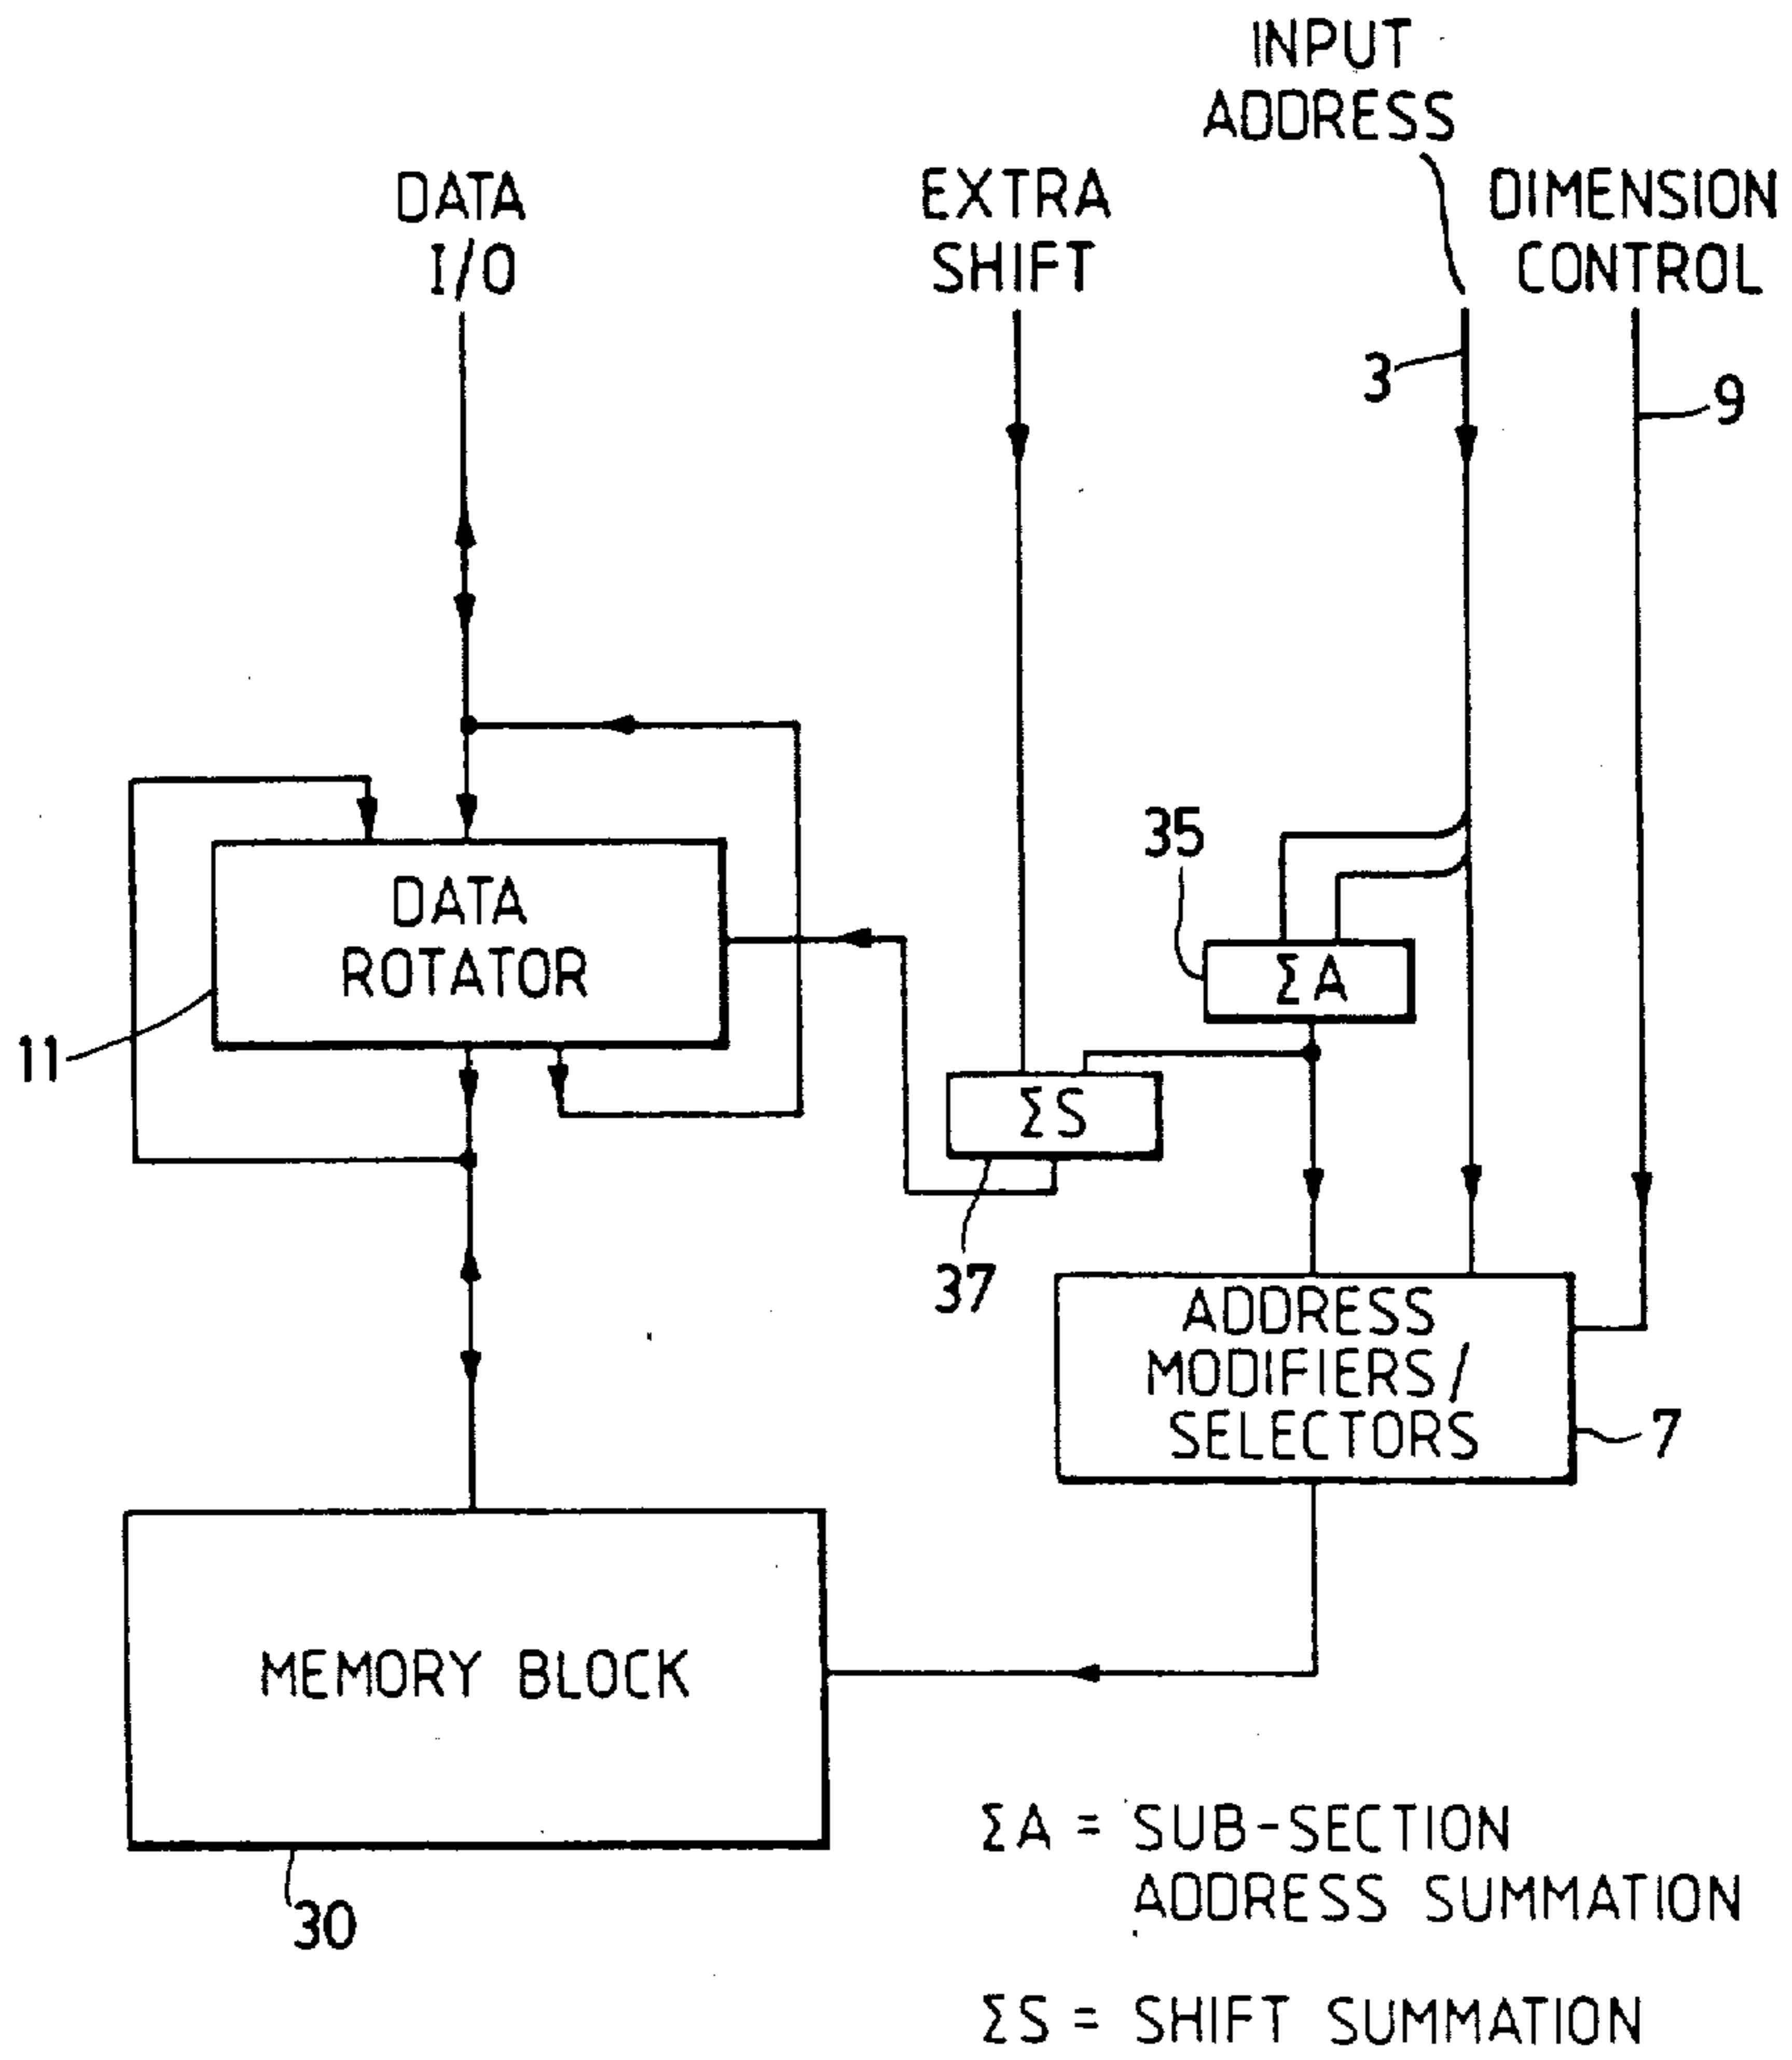 INPUT
ADDRESS
DATA
I/O
EXTRA
SHIFT
DIMENSION
CONTROL
3
9
35
DATA
ROTATOR
ΣA
11
ΣS
37
ADDRESS
MODIFIERS/
SELECTORS
7
MEMORY BLOCK
30
ΣA = SUB-SECTION
ADDRESS SUMMATION
ΣS = SHIFT SUMMATION